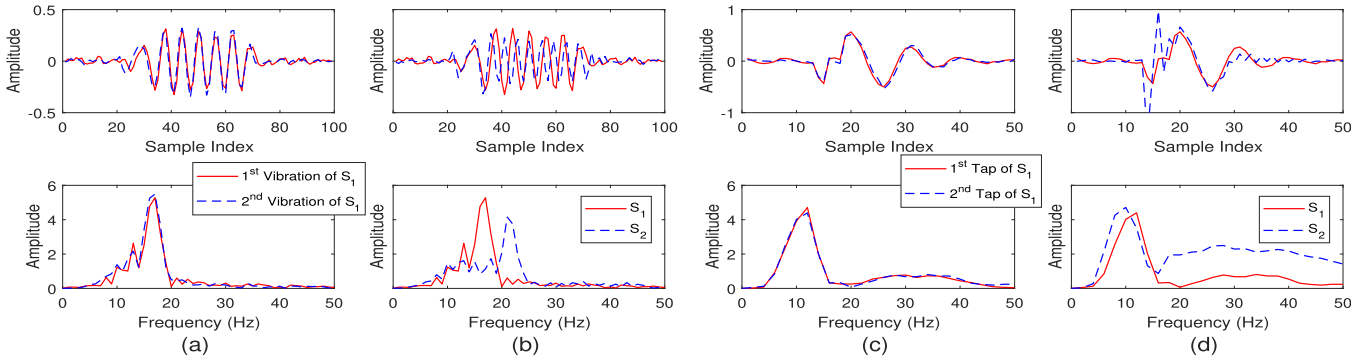 0.5
0
-0.5
Amplitude
0 20 40 60 80 100
Sample Index
0 20 40 60 80 100
Amplitude
Sample Index
1
0
-1
Amplitude
0 10 20 30 40 50
Sample Index
Amplitude
0 10 20 30 40 50
Sample Index
6
4
2
0
Amplitude
0 10 20 30 40 50
Frequency (Hz)
1st Vibration of S1
2nd Vibration of S1
(a)
Amplitude
0 10 20 30 40 50
Frequency (Hz)
S1
S2
(b)
6
4
2
0
Amplitude
0 10 20 30 40 50
Frequency (Hz)
1st Tap of S1
2nd Tap of S1
(c)
Amplitude
0 10 20 30 40 50
Frequency (Hz)
S1
S2
(d)